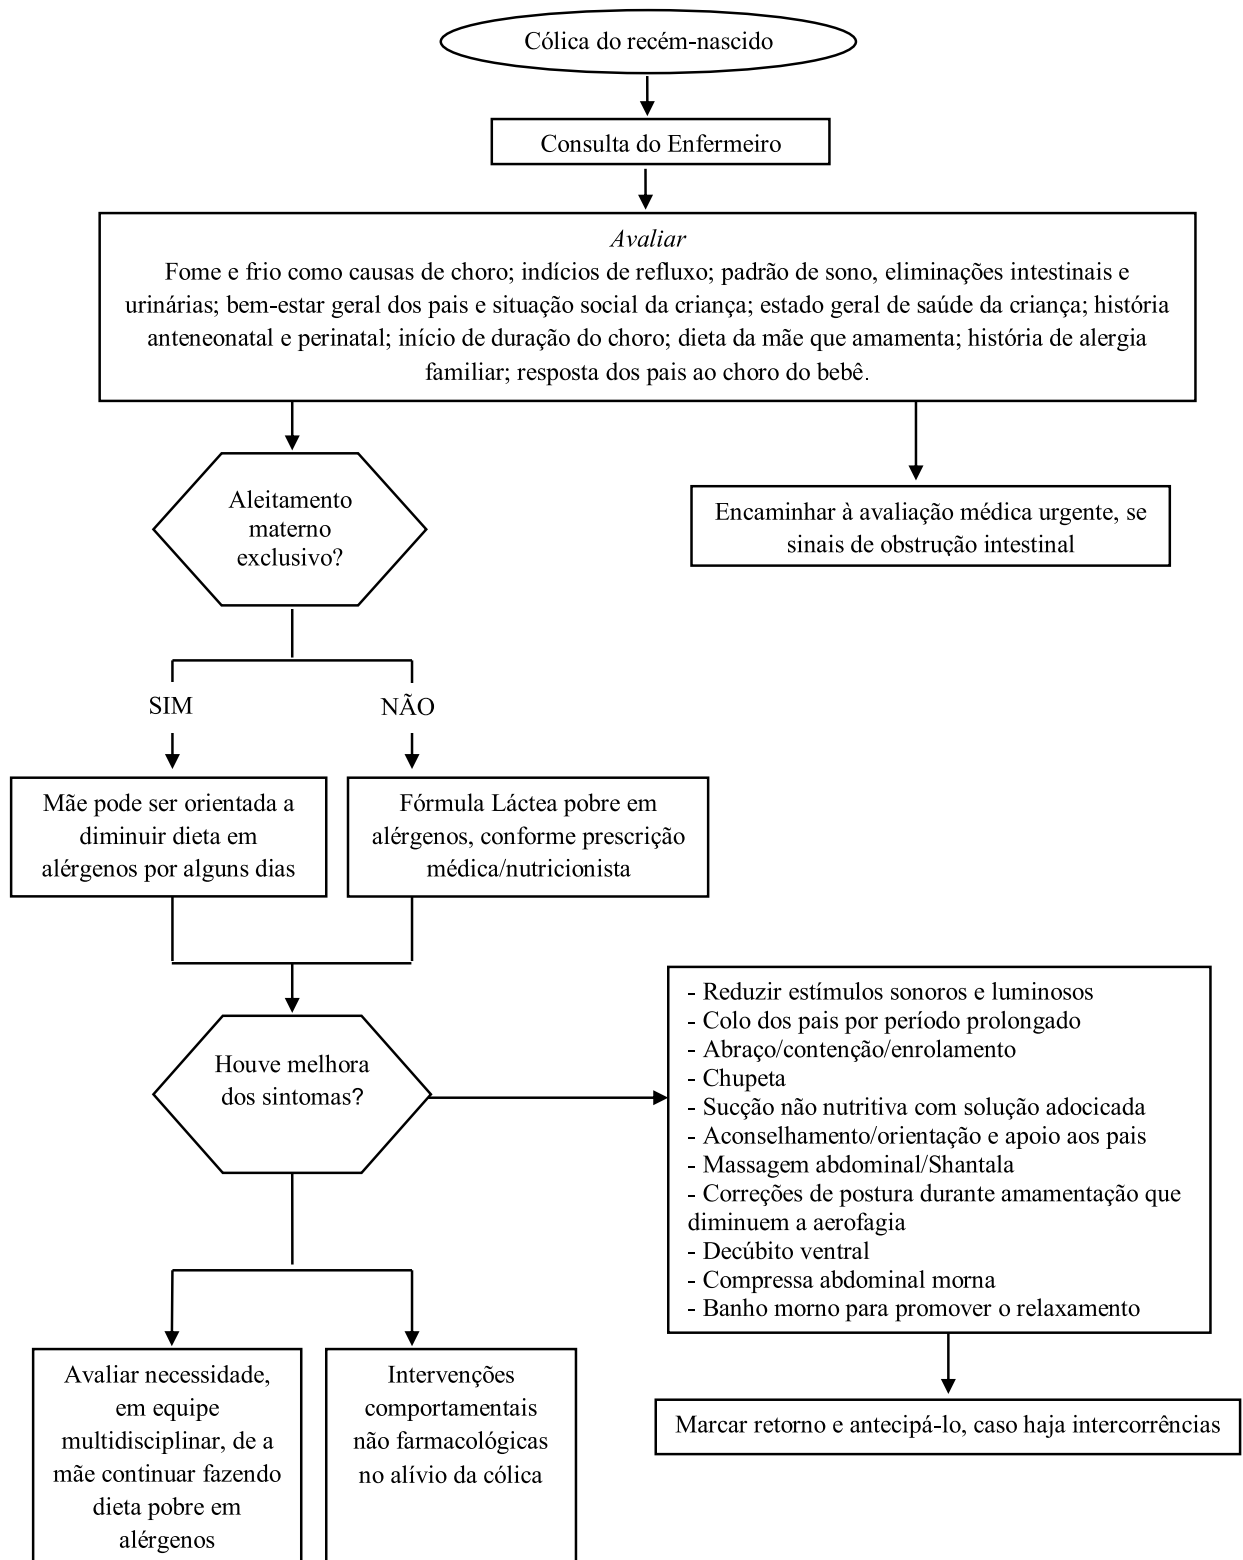 Cólica do recém-nascido
Consulta do Enfermeiro
Avaliar
Fome e frio como causas de choro; indícios de refluxo; padrão de sono, eliminações intestinais e
urinárias; bem-estar geral dos pais e situação social da criança; estado geral de saúde da criança; história
anteneonatal e perinatal; início de duração do choro; dieta da mãe que amamenta; história de alergia
familiar; resposta dos pais ao choro do bebê.
Aleitamento
materno
exclusivo?
Encaminhar à avaliação médica urgente, se
sinais de obstrução intestinal
SIM
NÃO
Mãe pode ser orientada a
diminuir dieta em
alérgenos por alguns dias
Fórmula Láctea pobre em
alérgenos, conforme prescrição
médica/nutricionista
Houve melhora
dos sintomas?
- Reduzir estímulos sonoros e luminosos
- Colo dos pais por período prolongado
- Abraço/contenção/enrolamento
- Chupeta
- Sucção não nutritiva com solução adocicada
- Aconselhamento/orientação e apoio aos pais
- Massagem abdominal/Shantala
- Correções de postura durante amamentação que
diminuem a aerofagia
- Decúbito ventral
- Compressa abdominal morna
- Banho morno para promover o relaxamento
Avaliar necessidade,
em equipe
multidisciplinar, de a
mãe continuar fazendo
dieta pobre em
alérgenos
Intervenções
comportamentais
não farmacológicas
no alívio da cólica
Marcar retorno e antecipá-lo, caso haja intercorrências